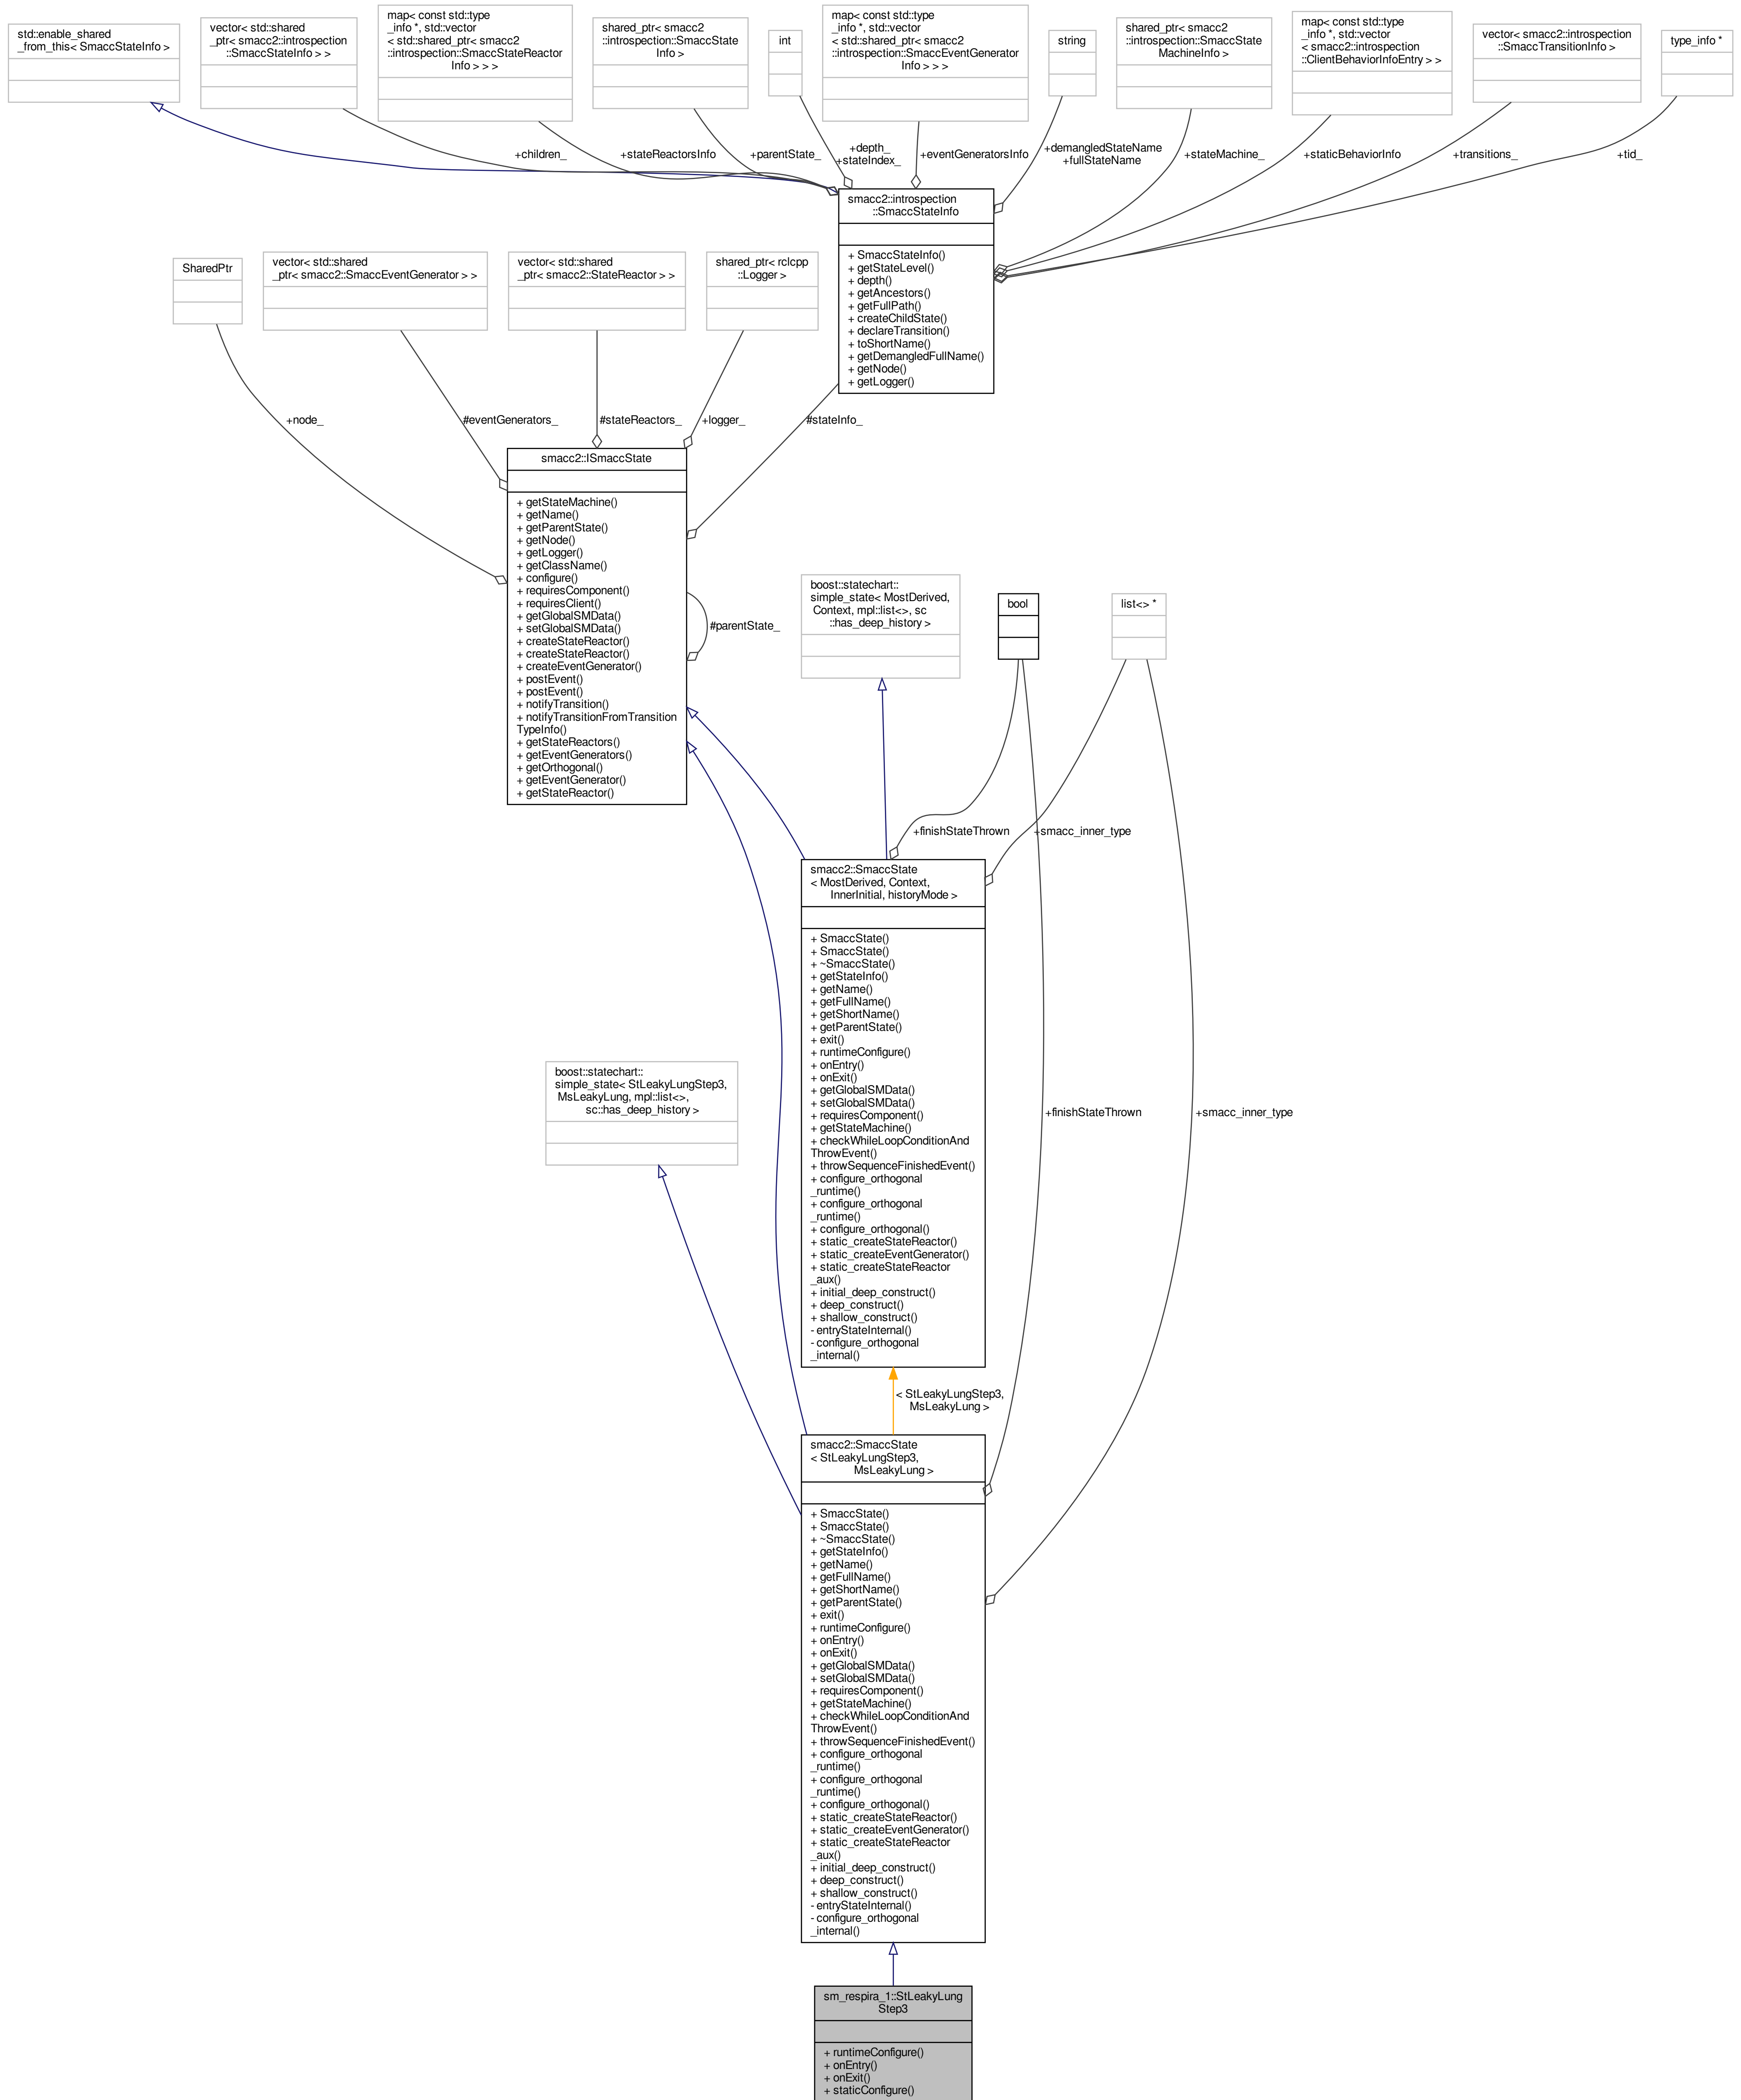 std::enable_shared
_from_this< SmaccStateInfo >
vector< std::shared
_ptr< smacc2::introspection
::SmaccStateInfo > >
map< const std::type
_info *, std::vector
< std::shared_ptr< smacc2
::introspection::SmaccStateReactor
Info > > >
shared_ptr< smacc2
::introspection::SmaccState
Info >
int
map< const std::type
_info *, std::vector
< std::shared_ptr< smacc2
::introspection::SmaccEventGenerator
Info > > >
string
shared_ptr< smacc2
::introspection::SmaccState
MachineInfo >
map< const std::type
_info *, std::vector
< smacc2::introspection
::ClientBehaviorInfoEntry > >
vector< smacc2::introspection
::SmaccTransitionInfo >
type_info *
+children_
+stateReactorsInfo
+parentState_
+depth_
+stateIndex_
+eventGeneratorsInfo
+demangledStateName
+fullStateName
+stateMachine_
+staticBehaviorInfo
+transitions_
+tid_
smacc2::introspection
::SmaccStateInfo
+ SmaccStateInfo()
+ getStateLevel()
+ depth()
+ getAncestors()
+ getFullPath()
+ createChildState()
+ declareTransition()
+ toShortName()
+ getDemangledFullName()
+ getNode()
+ getLogger()
SharedPtr
vector< std::shared
_ptr< smacc2::SmaccEventGenerator > >
vector< std::shared
_ptr< smacc2::StateReactor > >
shared_ptr< rclcpp
::Logger >
+node_
#eventGenerators_
#stateReactors_
+logger_
#stateInfo_
smacc2::ISmaccState
+ getStateMachine()
+ getName()
+ getParentState()
+ getNode()
+ getLogger()
+ getClassName()
+ configure()
+ requiresComponent()
+ requiresClient()
+ getGlobalSMData()
+ setGlobalSMData()
+ createStateReactor()
+ createStateReactor()
+ createEventGenerator()
+ postEvent()
+ postEvent()
+ notifyTransition()
+ notifyTransitionFromTransition
TypeInfo()
+ getStateReactors()
+ getEventGenerators()
+ getOrthogonal()
+ getEventGenerator()
+ getStateReactor()
#parentState_
boost::statechart::
simple_state< MostDerived,
Context, mpl::list<>, sc
::has_deep_history >
bool
list<> *
+finishStateThrown
+smacc_inner_type
smacc2::SmaccState
< MostDerived, Context,
InnerInitial, historyMode >
+ SmaccState()
+ SmaccState()
+ ~SmaccState()
+ getStateInfo()
+ getName()
+ getFullName()
+ getShortName()
+ getParentState()
+ exit()
+ runtimeConfigure()
+ onEntry()
+ onExit()
+ getGlobalSMData()
+ setGlobalSMData()
+ requiresComponent()
+ getStateMachine()
+ checkWhileLoopConditionAnd
ThrowEvent()
+ throwSequenceFinishedEvent()
+ configure_orthogonal
_runtime()
+ configure_orthogonal
_runtime()
+ configure_orthogonal()
+ static_createStateReactor()
+ static_createEventGenerator()
+ static_createStateReactor
_aux()
+ initial_deep_construct()
+ deep_construct()
+ shallow_construct()
- entryStateInternal()
- configure_orthogonal
_internal()
boost::statechart::
simple_state< StLeakyLungStep3,
MsLeakyLung, mpl::list<>,
sc::has_deep_history >
+finishStateThrown
+smacc_inner_type
< StLeakyLungStep3,
MsLeakyLung >
smacc2::SmaccState
< StLeakyLungStep3,
MsLeakyLung >
+ SmaccState()
+ SmaccState()
+ ~SmaccState()
+ getStateInfo()
+ getName()
+ getFullName()
+ getShortName()
+ getParentState()
+ exit()
+ runtimeConfigure()
+ onEntry()
+ onExit()
+ getGlobalSMData()
+ setGlobalSMData()
+ requiresComponent()
+ getStateMachine()
+ checkWhileLoopConditionAnd
ThrowEvent()
+ throwSequenceFinishedEvent()
+ configure_orthogonal
_runtime()
+ configure_orthogonal
_runtime()
+ configure_orthogonal()
+ static_createStateReactor()
+ static_createEventGenerator()
+ static_createStateReactor
_aux()
+ initial_deep_construct()
+ deep_construct()
+ shallow_construct()
- entryStateInternal()
- configure_orthogonal
_internal()
sm_respira_1::StLeakyLung
Step3
+ runtimeConfigure()
+ onEntry()
+ onExit()
+ staticConfigure()